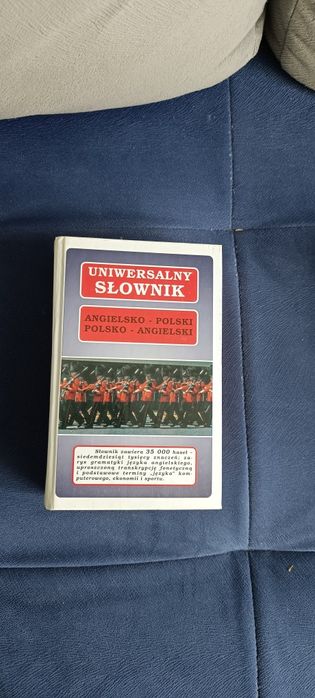 UNIWERSALNY
SŁOWNIK
ANGIELSKO - POLSKI
POLSKO - ANGIELSKI
Słownik zawiera 35 000 haseł -
siedemdziesiąt tysięcy znaczeń; za-
rys gramatyki języka angielskiego,
uproszczoną transkrypcję fonetyczną
i podstawowe terminy „języka" kom-
puterowego, ekonomii i sportu.